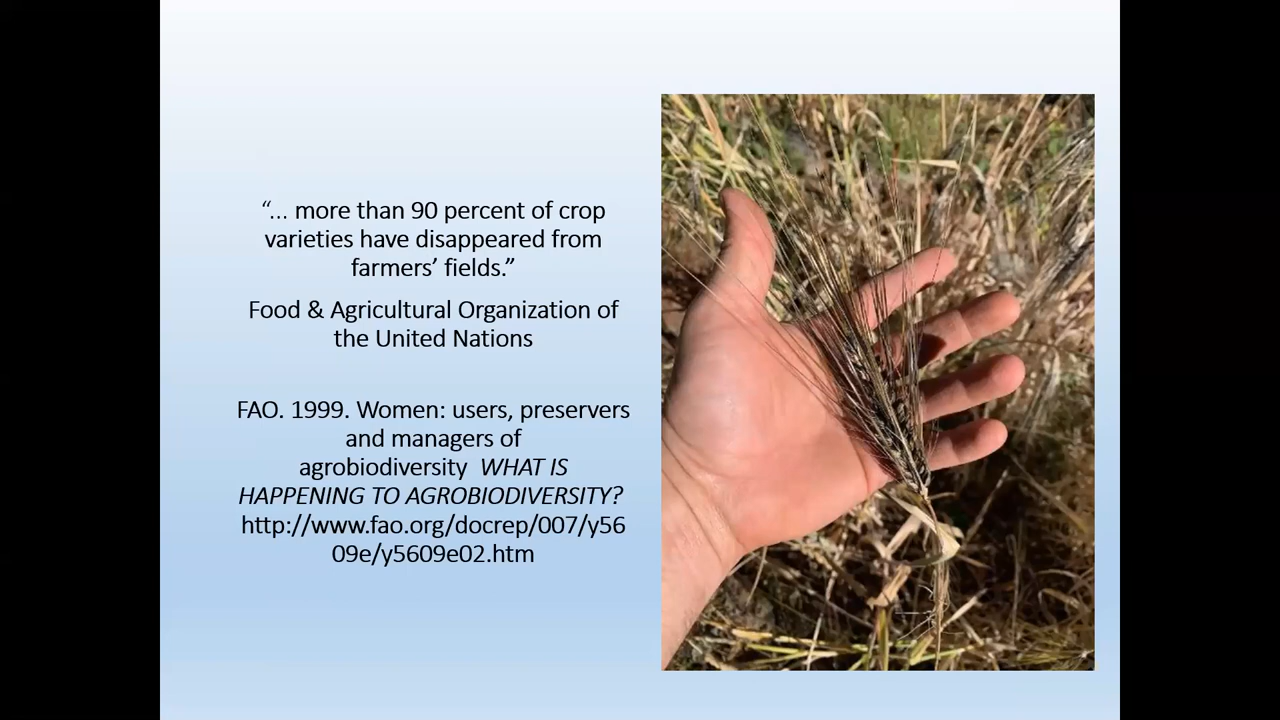 “... more than 90 percent of crop
varieties have disappeared from
farmers’ fields.”
Food & Agricultural Organization of
the United Nations
FAO. 1999. Women: users, preservers
and managers of
agrobiodiversity  WHAT IS
HAPPENING TO AGROBIODIVERSITY?
http://www.fao.org/docrep/007/y56
09e/y5609e02.htm